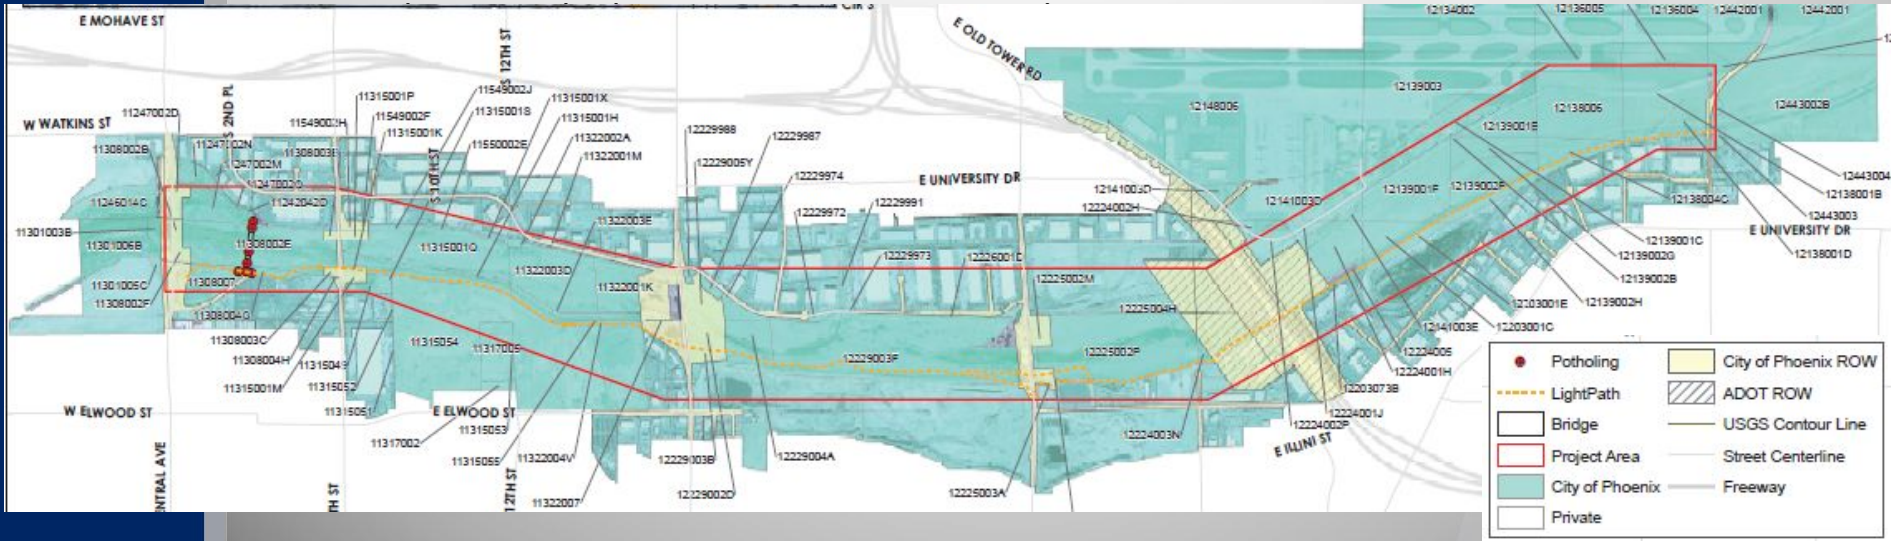 E MOHAVE ST
CIR S
E OLD TOWER RD
12134002
12136005
12136004
12442001
12442001
S 12TH ST
W WATKINS ST
11247002D
S 2ND PL
11315001P
11549002H
11549002F
11315001K
11549002J
11315001S
11550002E
11315001X
11315001H
11322002A
11322001M
12229988
12229987
12229005Y
12229974
12229972
12229991
E UNIVERSITY DR
12148006
12139003
12139001E
12138006
12443002B
11308002B
11247002N
11247002M
S 10TH ST
11246014C
11242042D
11301003B
11301006B
11308002E
11315001Q
11322003E
11322003D
11322001K
12229973
12226001D
12225002M
12225004H
12224002H
12139001F
12139002F
12138004C
12443004
12138001B
12443003
E UNIVERSITY DR
12138001D
12139001C
12139002G
12139002B
12139002H
12203001E
12203001C
12141003E
12224005
12224001H
12203073B
12224001J
12224002P
11301005C
11308002F
11308007
11308004G
11308003C
11308004H
11315001M
11315052
11315051
11315054
11317005
12229003F
12225002P
W ELWOOD ST
E ELWOOD ST
11315053
11317002
11315055
11322004V
11322007
12229003B
12229004A
12229002D
12225003A
12224003N
E ILLINI ST
ENTRAL AVE
TH ST
12TH ST
Potholing
LightPath
Bridge
Project Area
City of Phoenix
Private
City of Phoenix ROW
ADOT ROW
USGS Contour Line
Street Centerline
Freeway